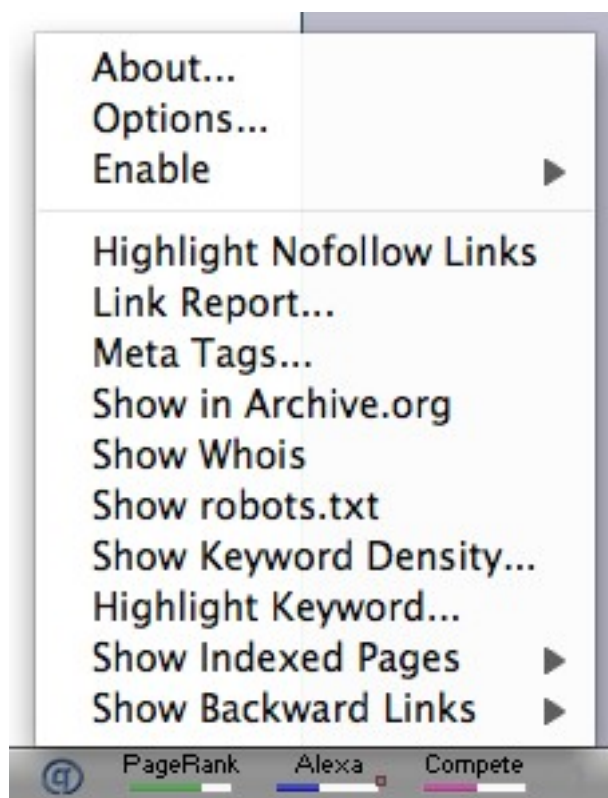 About...
Options...
Enable
Highlight Nofollow Links
Link Report...
Meta Tags...
Show in Archive.org
Show Whois
Show robots.txt
Show Keyword Density...
Highlight Keyword...
Show Indexed Pages
Show Backward Links
PageRank Alexa Compete